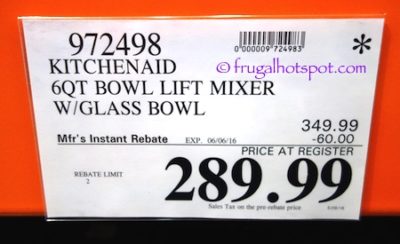 972498
000009724983
KITCHENAID
© frugalhotspot.com
*
6QT BOWL LIFT MIXER
W/GLASS BOWL
349.99
Mfr's Instant Rebate EXP. 06/06/16 -60.00
PRICE AT REGISTER
REBATE LIMIT
2
289.99
Sales Tax on the pre-rebate price